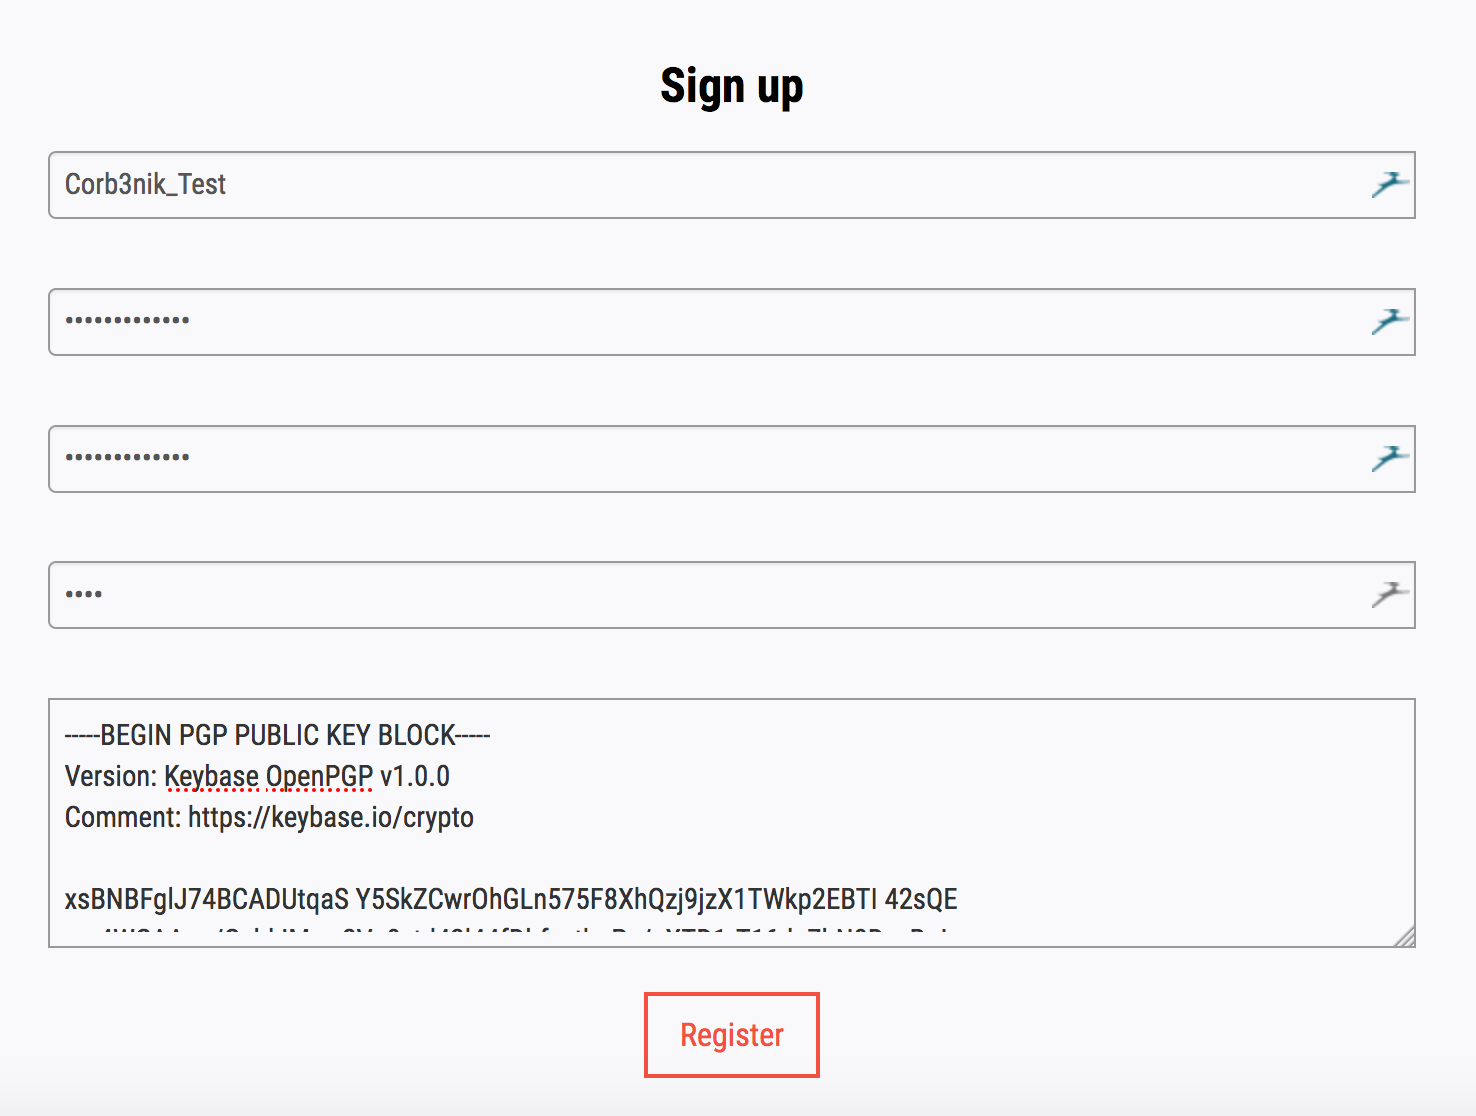 Sign up
Corb3nik_Test
•••••••••••••
•••••••••••••
••••
-----BEGIN PGP PUBLIC KEY BLOCK-----
Version: Keybase OpenPGP v1.0.0
Comment: https://keybase.io/crypto
xsBNBFglJ74BCADUtqaS Y5SkZCwrOhGLn575F8XhQzj9jzX1TWkp2EBTI 42sQE
Register